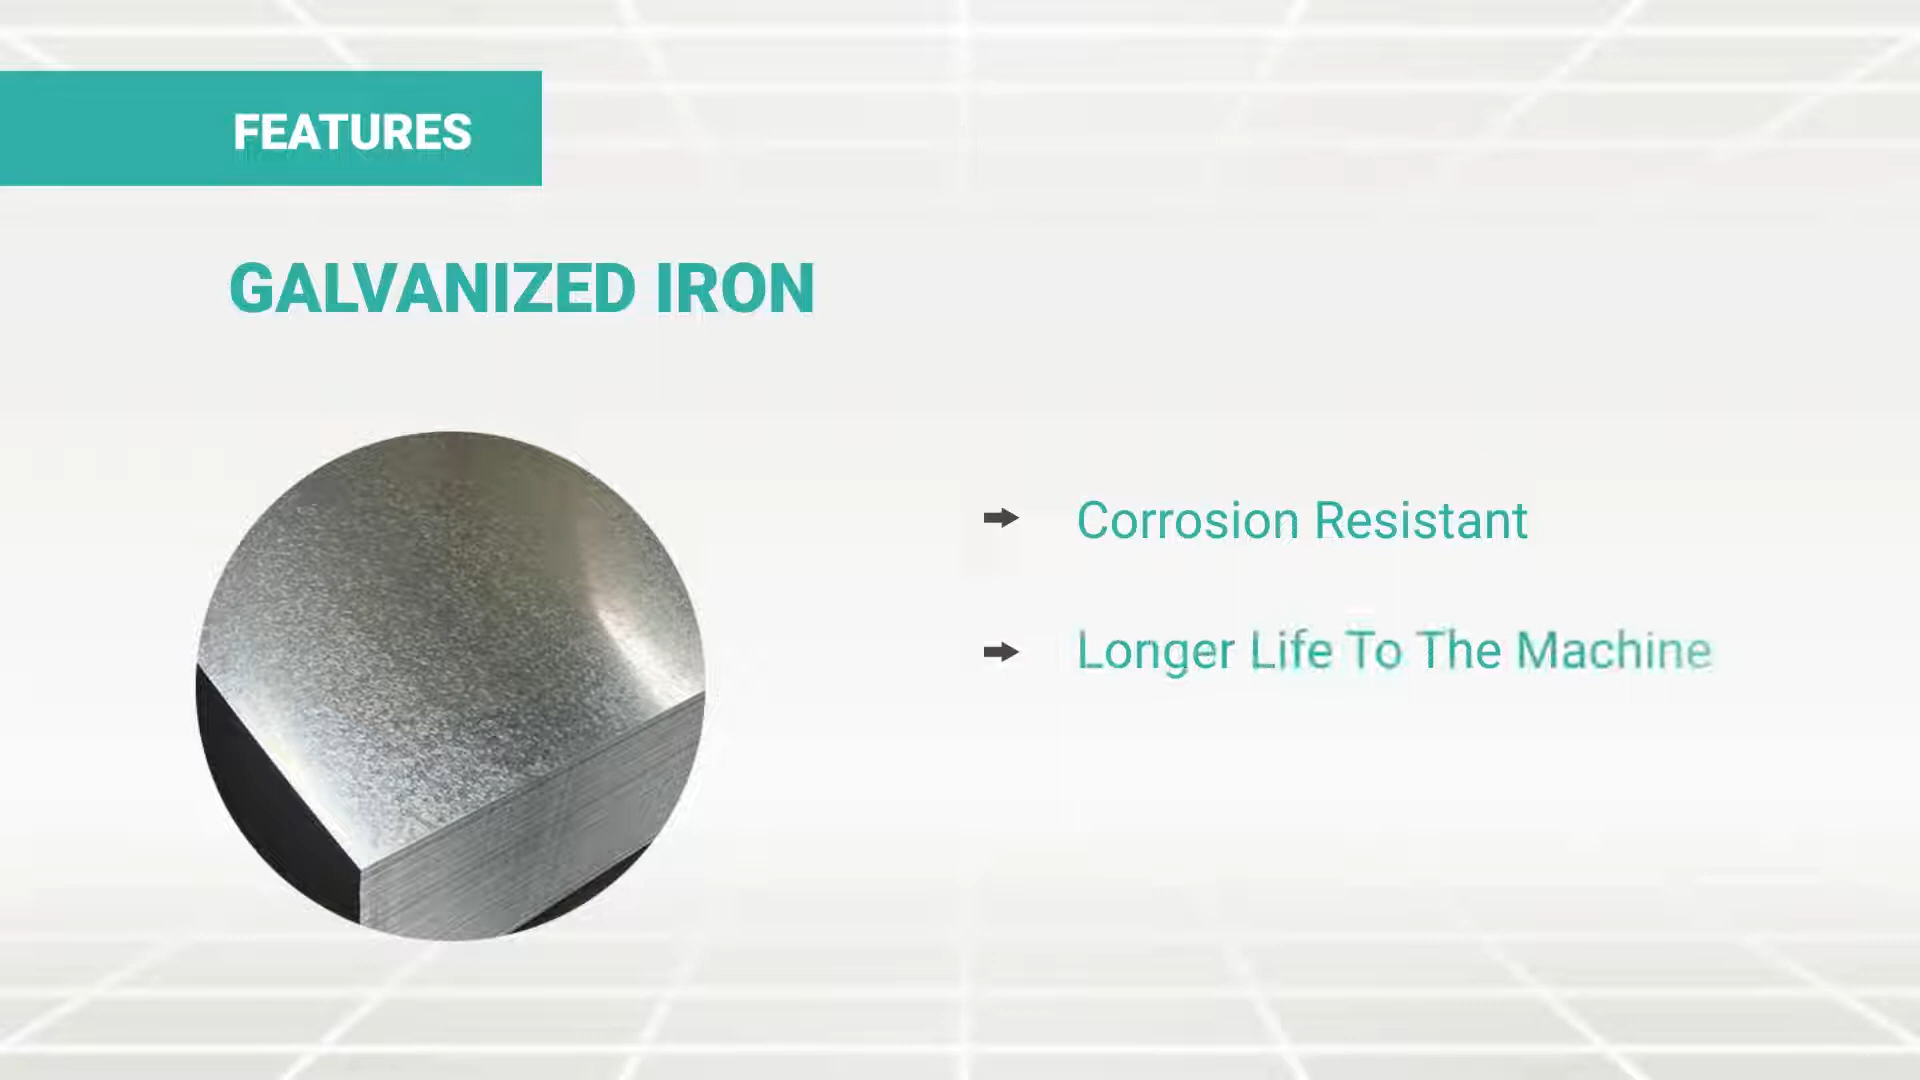 FEATURES
GALVANIZED IRON
Corrosion Resistant
Longer Life To The Machine